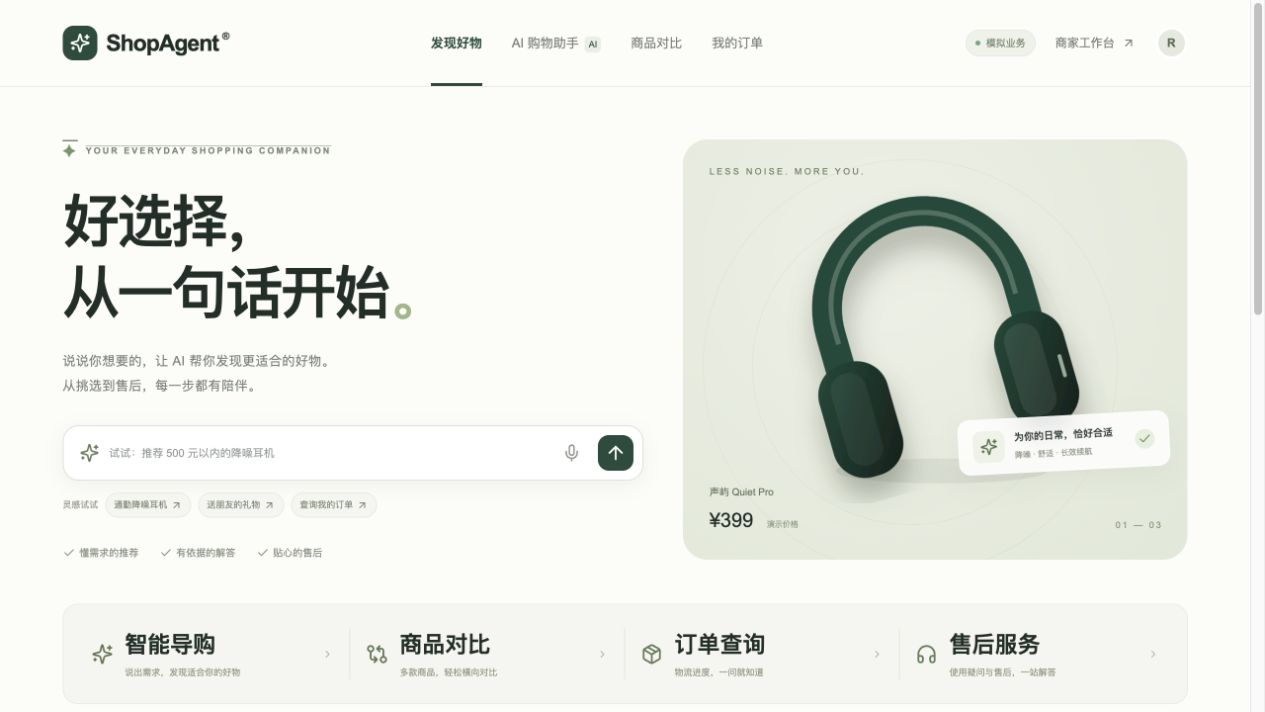 ShopAgent®
发现好物
AI 购物助手 AI
商品对比
我的订单
模拟业务
商家工作台
R
YOUR EVERYDAY SHOPPING COMPANION
好选择,
从一句话开始
说说你想要的，让 AI 帮你发现更适合的好物。
从挑选到售后，每一步都有陪伴。
试试：推荐 500 元以内的降噪耳机
灵感试试
通勤降噪耳机
送朋友的礼物
查询我的订单
懂需求的推荐
有依据的解答
贴心的售后
LESS NOISE. MORE YOU.
为你的日常，恰好合适
降噪 · 舒适 · 长效续航
声屿 Quiet Pro
¥399 演示价格
01 — 03
智能导购
说出需求，发现适合你的好物
商品对比
多款商品，轻松横向对比
订单查询
物流进度，一问就知道
售后服务
使用疑问与售后，一站解答